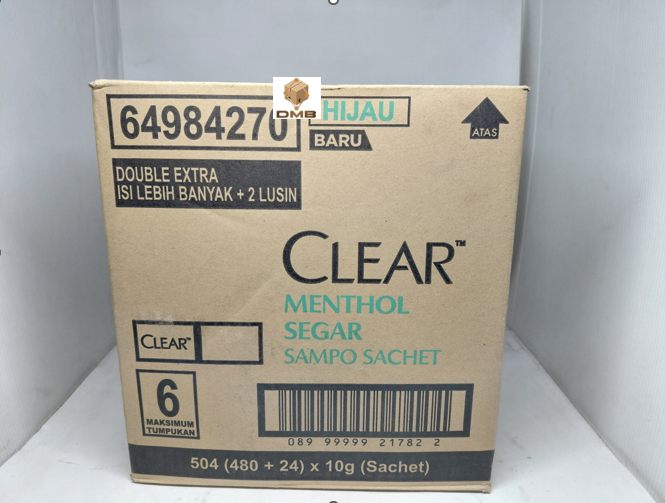 DMB
64984270
HIJAU
BARU
ATAS
DOUBLE EXTRA
ISI LEBIH BANYAK + 2 LUSIN
CLEAR™
MENTHOL
SEGAR
SAMPO SACHET
CLEAR™
6
MAKSIMUM
TUMPUKAN
089 99999 21782 2
504 (480 + 24) x 10g (Sachet)